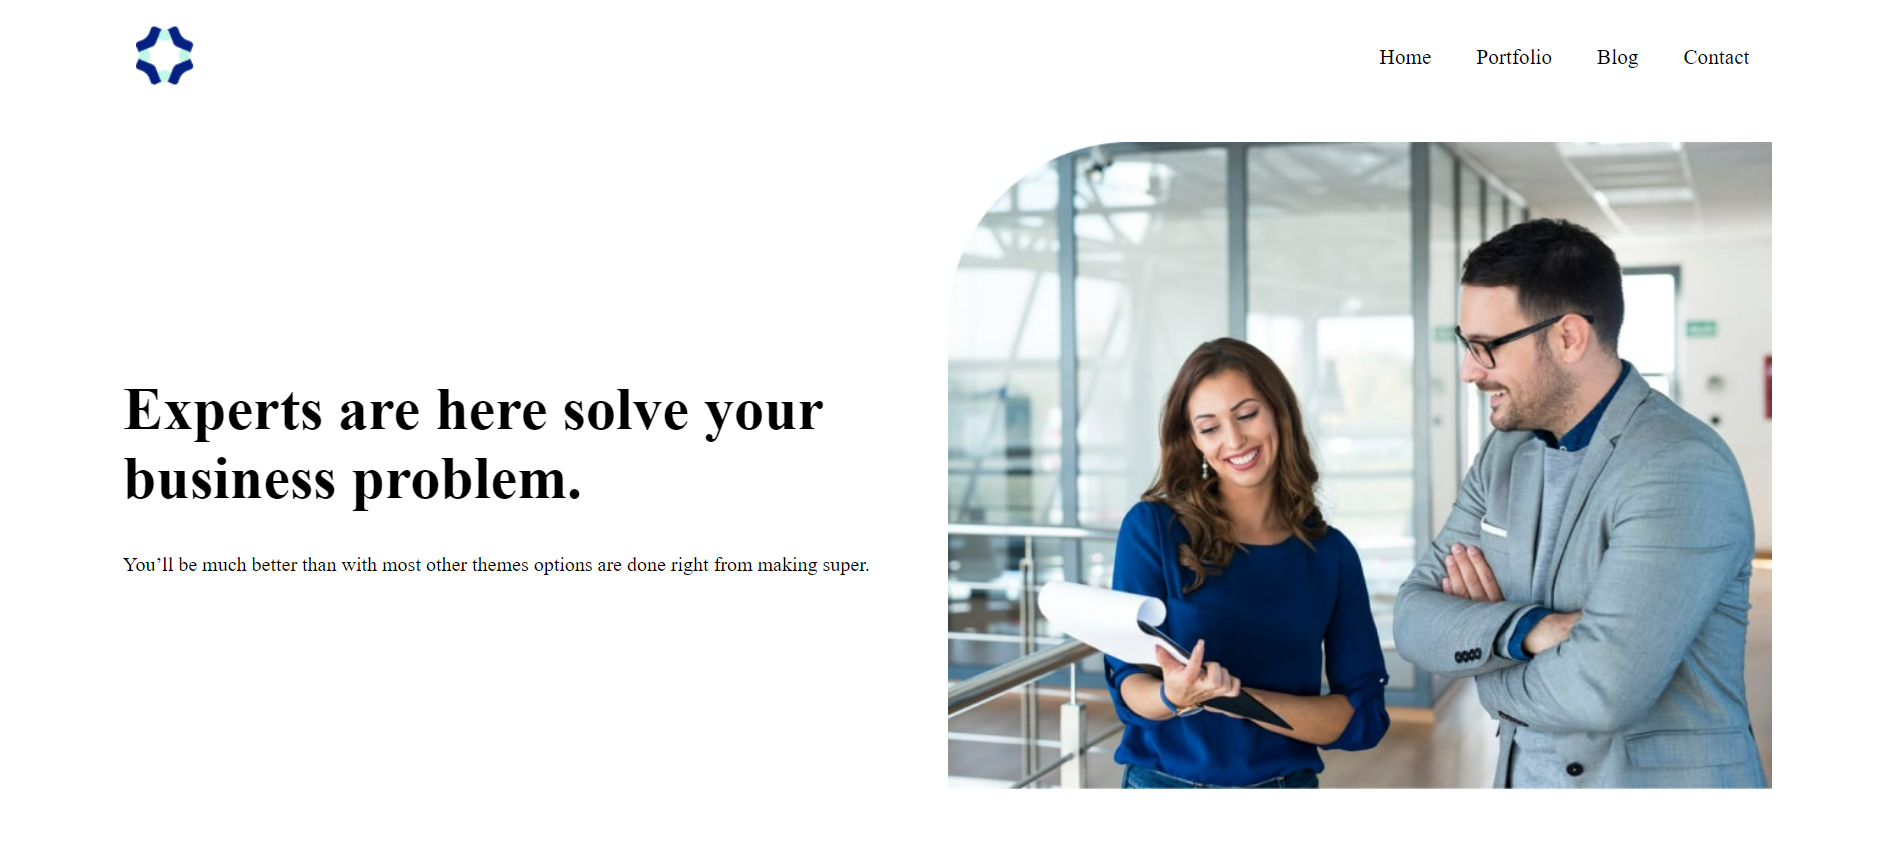 Home Portfolio Blog Contact
Experts are here solve your
business problem.
You’ll be much better than with most other themes options are done right from making super.